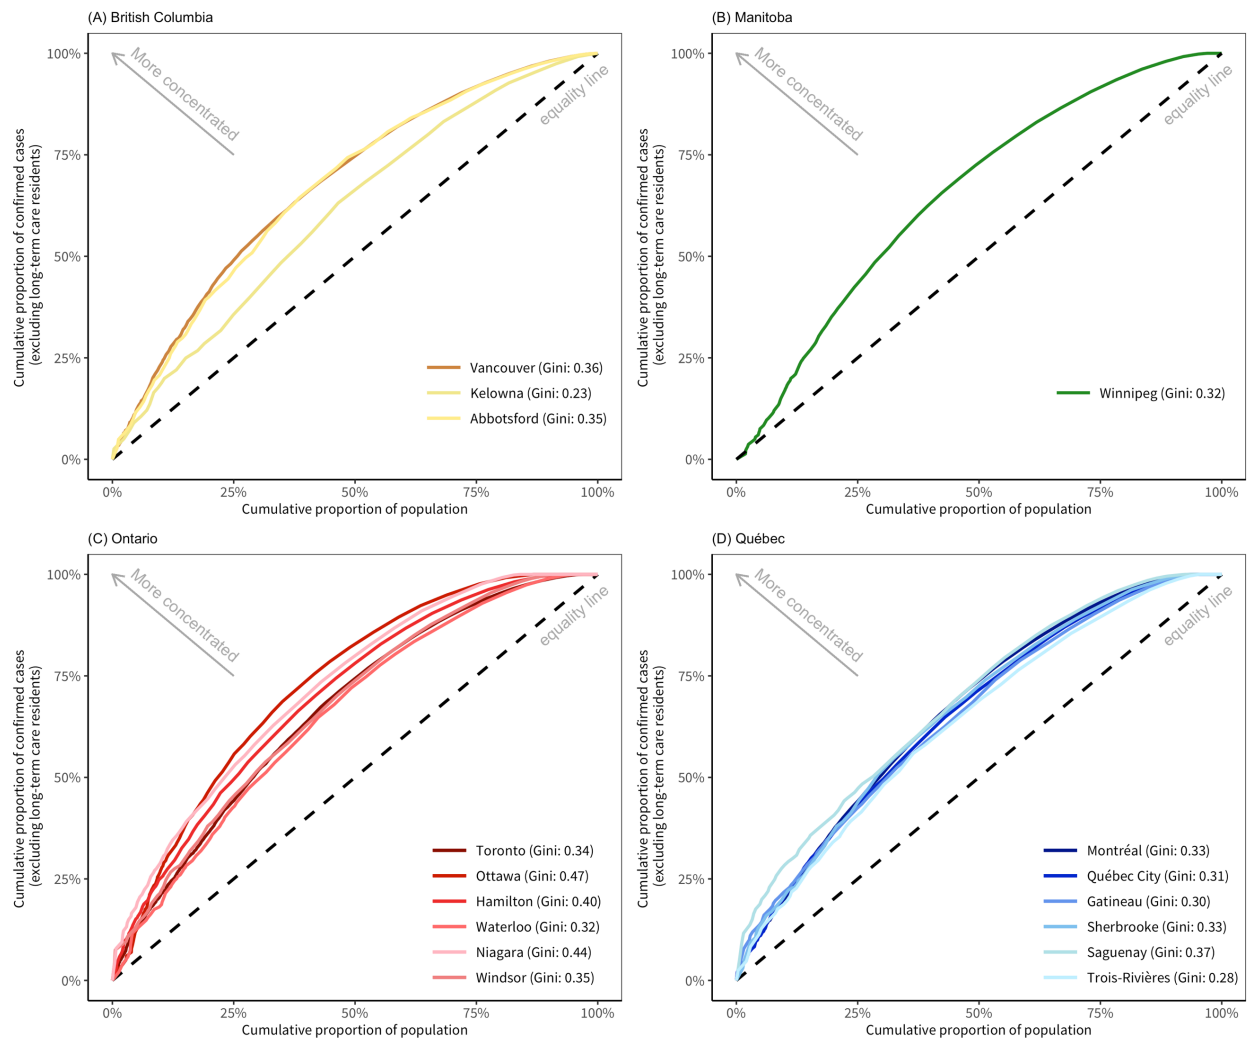 (A) British Columbia
100%
75%
50%
25%
0%
Cumulative proportion of confirmed cases
(excluding long-term care residents)
More concentrated
equality line
Vancouver (Gini: 0.36)
Kelowna (Gini: 0.23)
Abbotsford (Gini: 0.35)
0% 25% 50% 75% 100%
Cumulative proportion of population
(B) Manitoba
100%
75%
50%
25%
0%
Cumulative proportion of confirmed cases
(excluding long-term care residents)
More concentrated
equality line
Winnipeg (Gini: 0.32)
0% 25% 50% 75% 100%
Cumulative proportion of population
(C) Ontario
100%
75%
50%
25%
0%
Cumulative proportion of confirmed cases
(excluding long-term care residents)
More concentrated
equality line
Toronto (Gini: 0.34)
Ottawa (Gini: 0.47)
Hamilton (Gini: 0.40)
Waterloo (Gini: 0.32)
Niagara (Gini: 0.44)
Windsor (Gini: 0.35)
0% 25% 50% 75% 100%
Cumulative proportion of population
(D) Québec
100%
75%
50%
25%
0%
Cumulative proportion of confirmed cases
(excluding long-term care residents)
More concentrated
equality line
Montréal (Gini: 0.33)
Québec City (Gini: 0.31)
Gatineau (Gini: 0.30)
Sherbrooke (Gini: 0.33)
Saguenay (Gini: 0.37)
Trois-Rivières (Gini: 0.28)
0% 25% 50% 75% 100%
Cumulative proportion of population